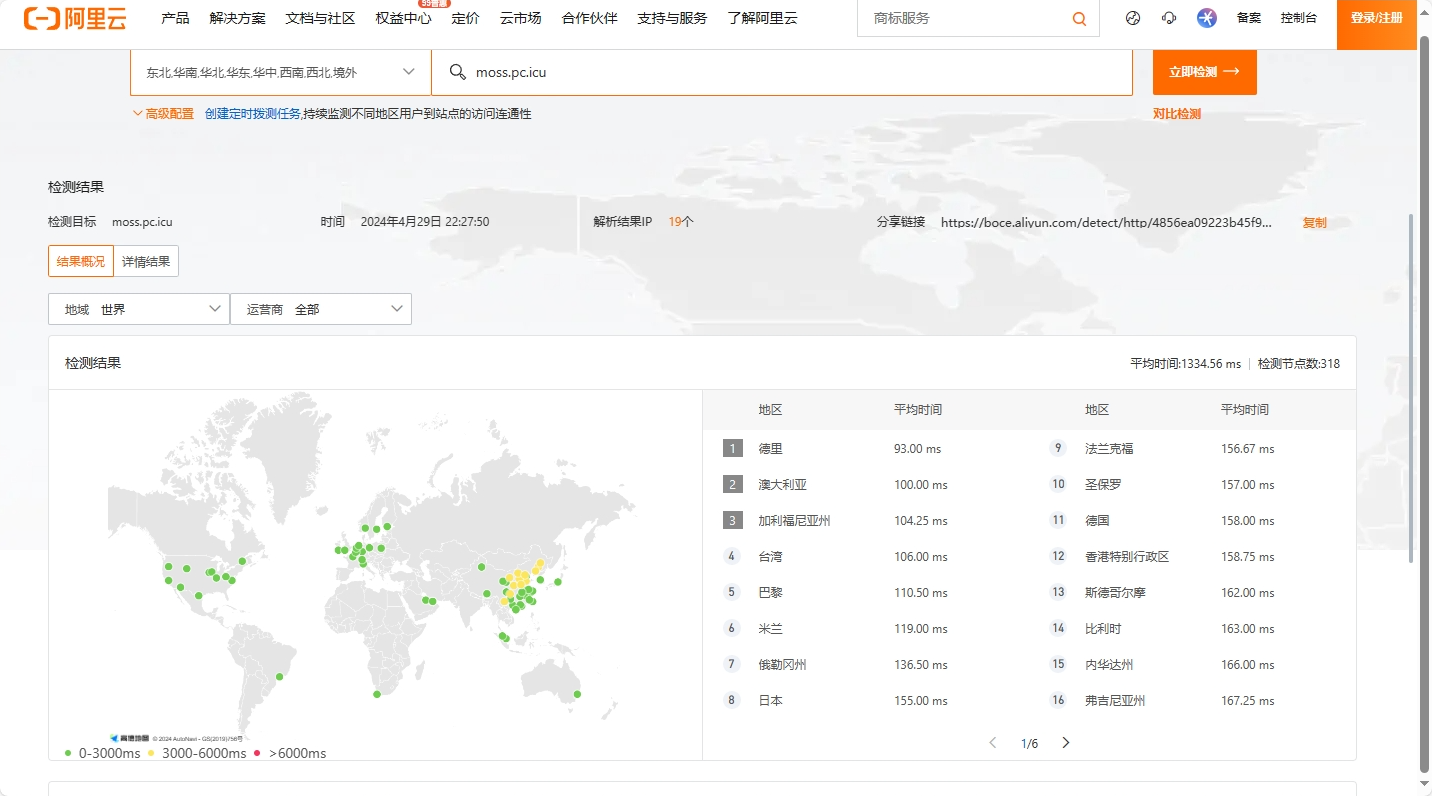 阿里云 产品 解决方案 文档与社区 权益中心 定价 云市场 合作伙伴 支持与服务 了解阿里云 商标服务 备案 控制台 登录/注册
东北,华南,华北,华东,华中,西南,西北,境外 moss.pc.icu 立即检测
高级配置 创建定时拨测任务,持续监测不同地区用户到站点的访问连通性 对比检测
检测结果
检测目标 moss.pc.icu 时间 2024年4月29日 22:27:50 解析结果IP 19个 分享链接 https://boce.aliyun.com/detect/http/4856ea09223b45f9... 复制
结果概况 详情结果
地域 世界 运营商 全部
检测结果 平均时间:1334.56 ms 检测节点数:318
地区 平均时间 地区 平均时间
1 德里 93.00 ms 9 法兰克福 156.67 ms
2 澳大利亚 100.00 ms 10 圣保罗 157.00 ms
3 加利福尼亚州 104.25 ms 11 德国 158.00 ms
4 台湾 106.00 ms 12 香港特别行政区 158.75 ms
5 巴黎 110.50 ms 13 斯德哥尔摩 162.00 ms
6 米兰 119.00 ms 14 比利时 163.00 ms
7 俄勒冈州 136.50 ms 15 内华达州 166.00 ms
8 日本 155.00 ms 16 弗吉尼亚州 167.25 ms
高德地图 © 2024 AutoNavi - GS(2019)756号
0-3000ms 3000-6000ms >6000ms 1/6